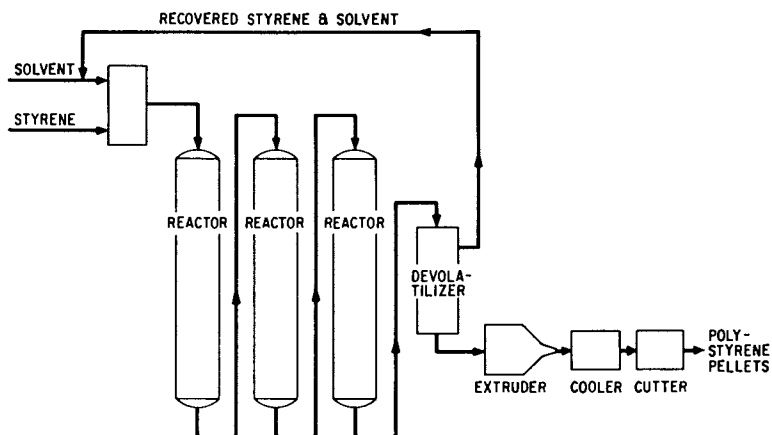 RECOVERED STYRENE & SOLVENT
SOLVENT
STYRENE
REACTOR
REACTOR
REACTOR
DEVOLA-
TILIZER
EXTRUDER
COOLER
CUTTER
POLY-
STYRENE
PELLETS